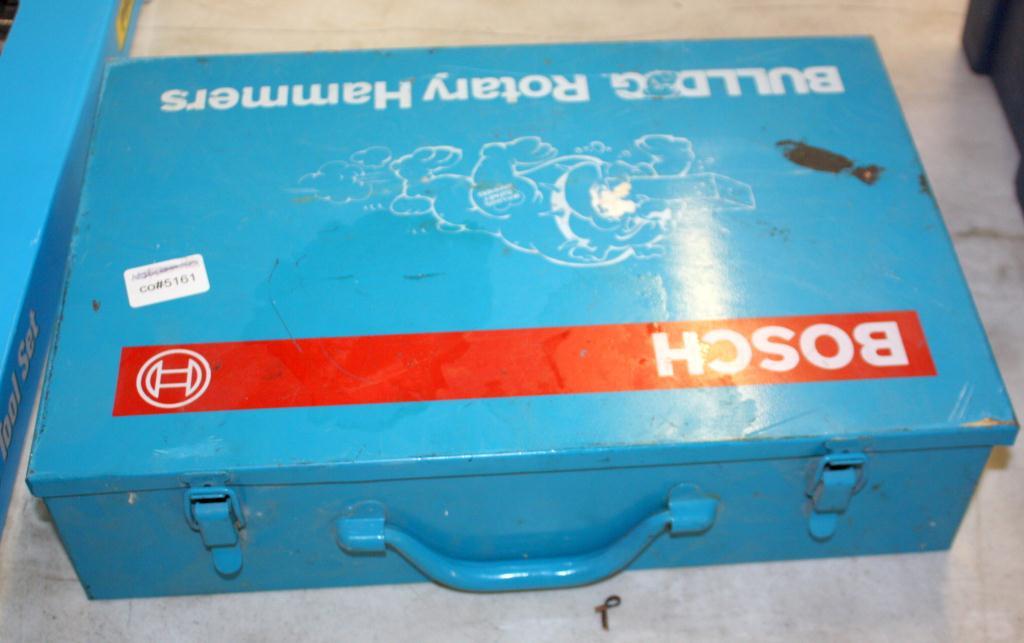 BOSCH
BULLDOG Rotary Hammers
co#5161
Tool Set